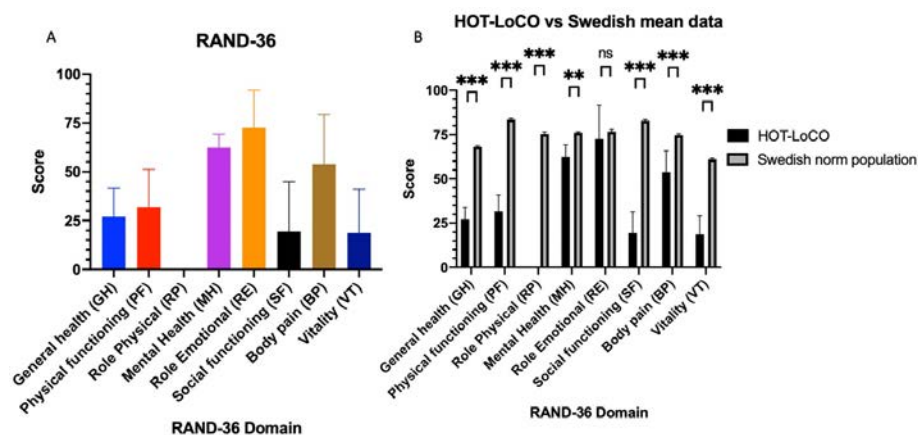 A
RAND-36
100
75
50
25
0
Score
General health (GH)
Physical functioning (PF)
Role Physical (RP)
Mental Health (MH)
Role Emotional (RE)
Social functioning (SF)
Body pain (BP)
Vitality (VT)
RAND-36 Domain
B
HOT-LoCO vs Swedish mean data
*** *** *** ** ns *** *** ***
100
75
50
25
0
Score
General health (GH)
Physical functioning (PF)
Role Physical (RP)
Mental Health (MH)
Role Emotional (RE)
Social functioning (SF)
Body pain (BP)
Vitality (VT)
RAND-36 Domain
HOT-LoCO
Swedish norm population